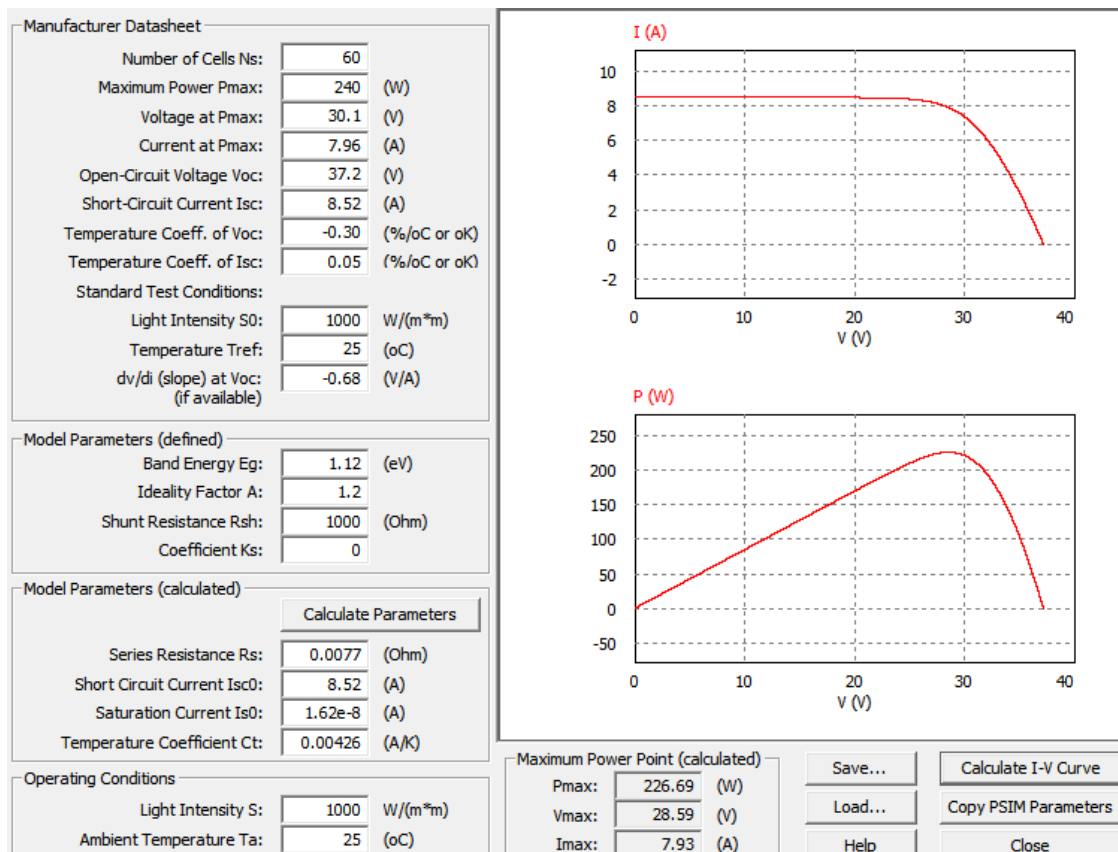 Manufacturer Datasheet
Number of Cells Ns: 60
Maximum Power Pmax: 240 (W)
Voltage at Pmax: 30.1 (V)
Current at Pmax: 7.96 (A)
Open-Circuit Voltage Voc: 37.2 (V)
Short-Circuit Current Isc: 8.52 (A)
Temperature Coeff. of Voc: -0.30 (%/oC or oK)
Temperature Coeff. of Isc: 0.05 (%/oC or oK)
Standard Test Conditions:
Light Intensity S0: 1000 W/(m*m)
Temperature Tref: 25 (oC)
dv/di (slope) at Voc: -0.68 (V/A)
(if available)
Model Parameters (defined)
Band Energy Eg: 1.12 (eV)
Ideality Factor A: 1.2
Shunt Resistance Rsh: 1000 (Ohm)
Coefficient Ks: 0
Model Parameters (calculated)
Calculate Parameters
Series Resistance Rs: 0.0077 (Ohm)
Short Circuit Current Isc0: 8.52 (A)
Saturation Current Is0: 1.62e-8 (A)
Temperature Coefficient Ct: 0.00426 (A/K)
Operating Conditions
Light Intensity S: 1000 W/(m*m)
Ambient Temperature Ta: 25 (oC)
I (A)
10
8
6
4
2
0
-2
0 10 20 30 40
V (V)
P (W)
250
200
150
100
50
0
-50
0 10 20 30 40
V (V)
Maximum Power Point (calculated)
Pmax: 226.69 (W)
Vmax: 28.59 (V)
Imax: 7.93 (A)
Save... Calculate I-V Curve
Load... Copy PSIM Parameters
Help Close